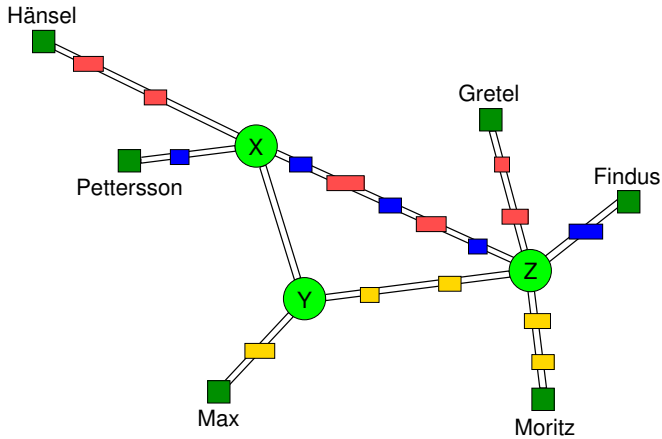 Hänsel
Gretel
X
Findus
Pettersson
Z
Y
Max
Moritz